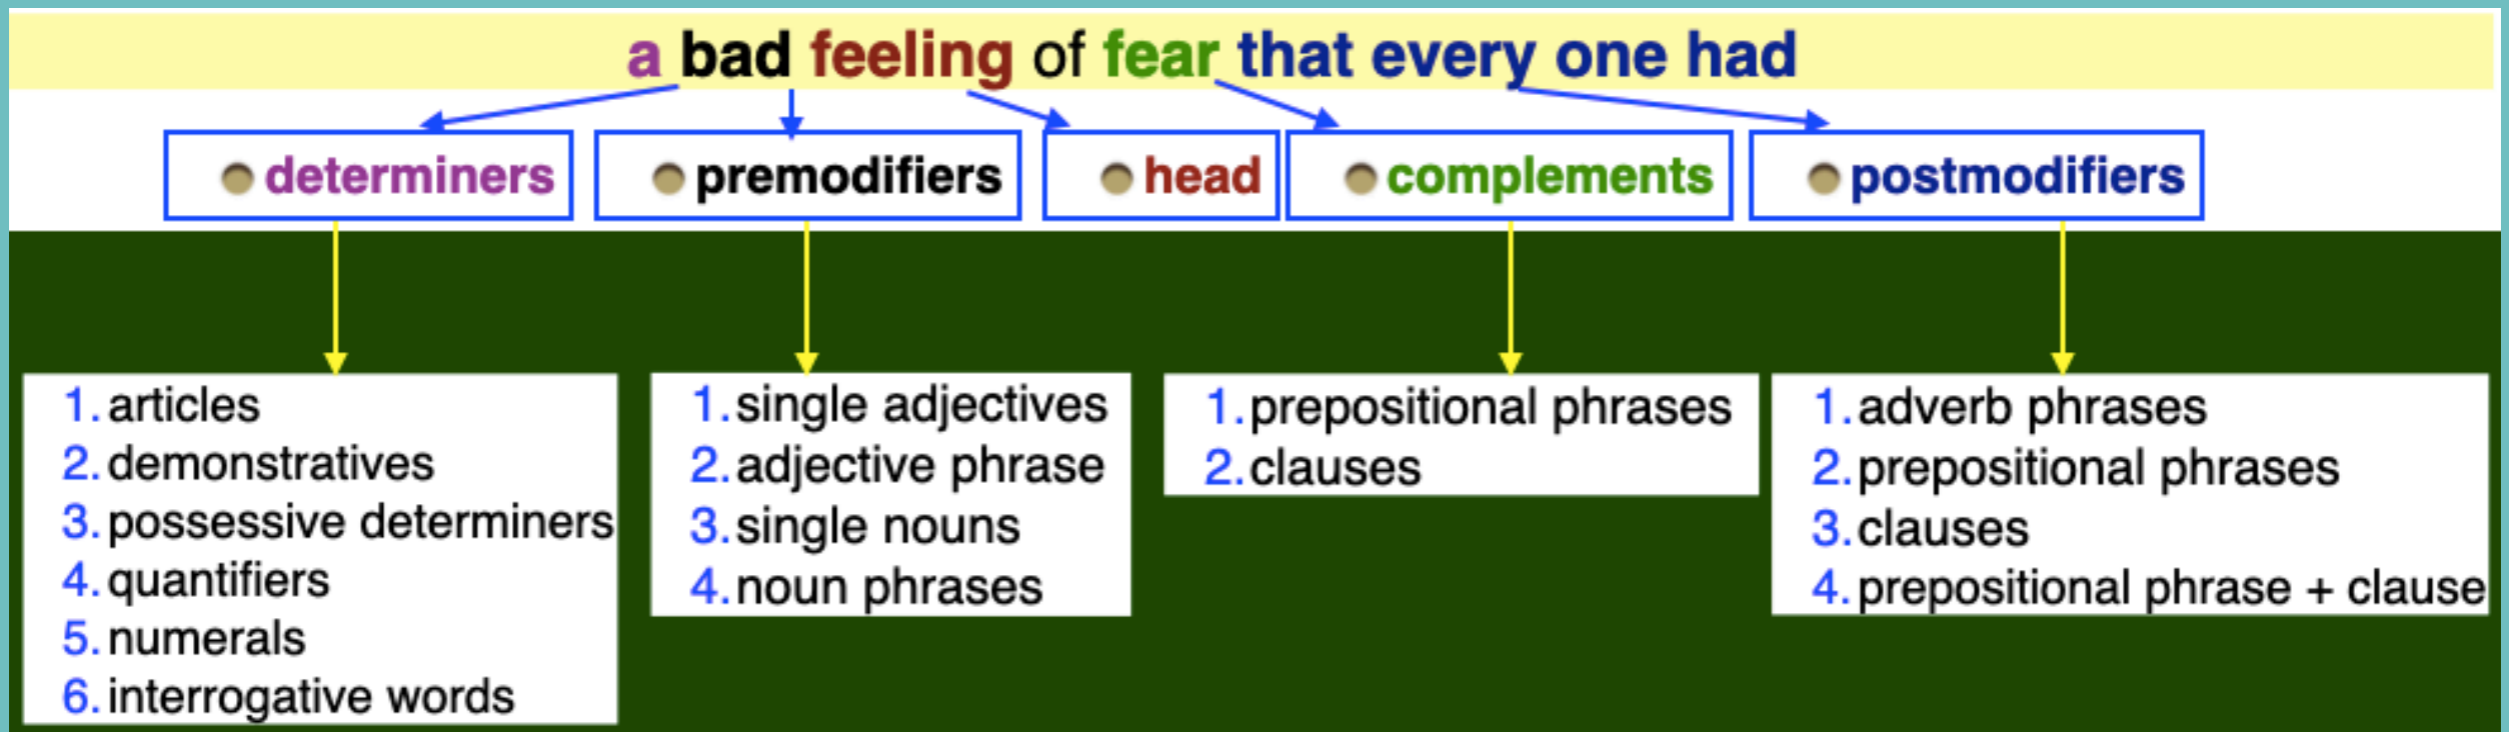 a bad feeling of fear that every one had
determiners
premodifiers
head
complements
postmodifiers
1. articles
2. demonstratives
3. possessive determiners
4. quantifiers
5. numerals
6. interrogative words
1. single adjectives
2. adjective phrase
3. single nouns
4. noun phrases
1. prepositional phrases
2. clauses
1. adverb phrases
2. prepositional phrases
3. clauses
4. prepositional phrase + clause